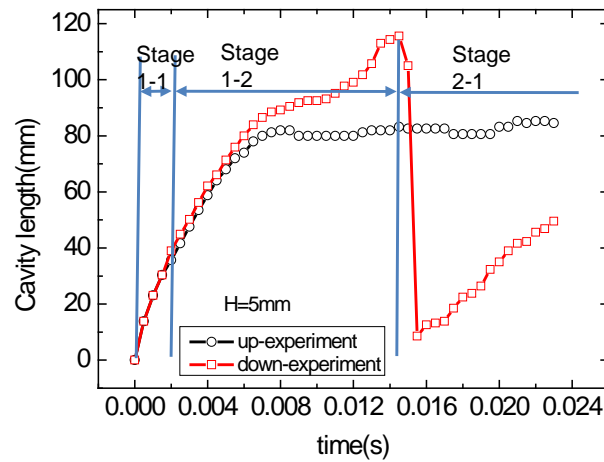 120
100
80
60
40
20
0
Cavity length(mm)
Stage
1-1
Stage
1-2
Stage
2-1
H=5mm
up-experiment
down-experiment
0.000 0.004 0.008 0.012 0.016 0.020 0.024
time(s)